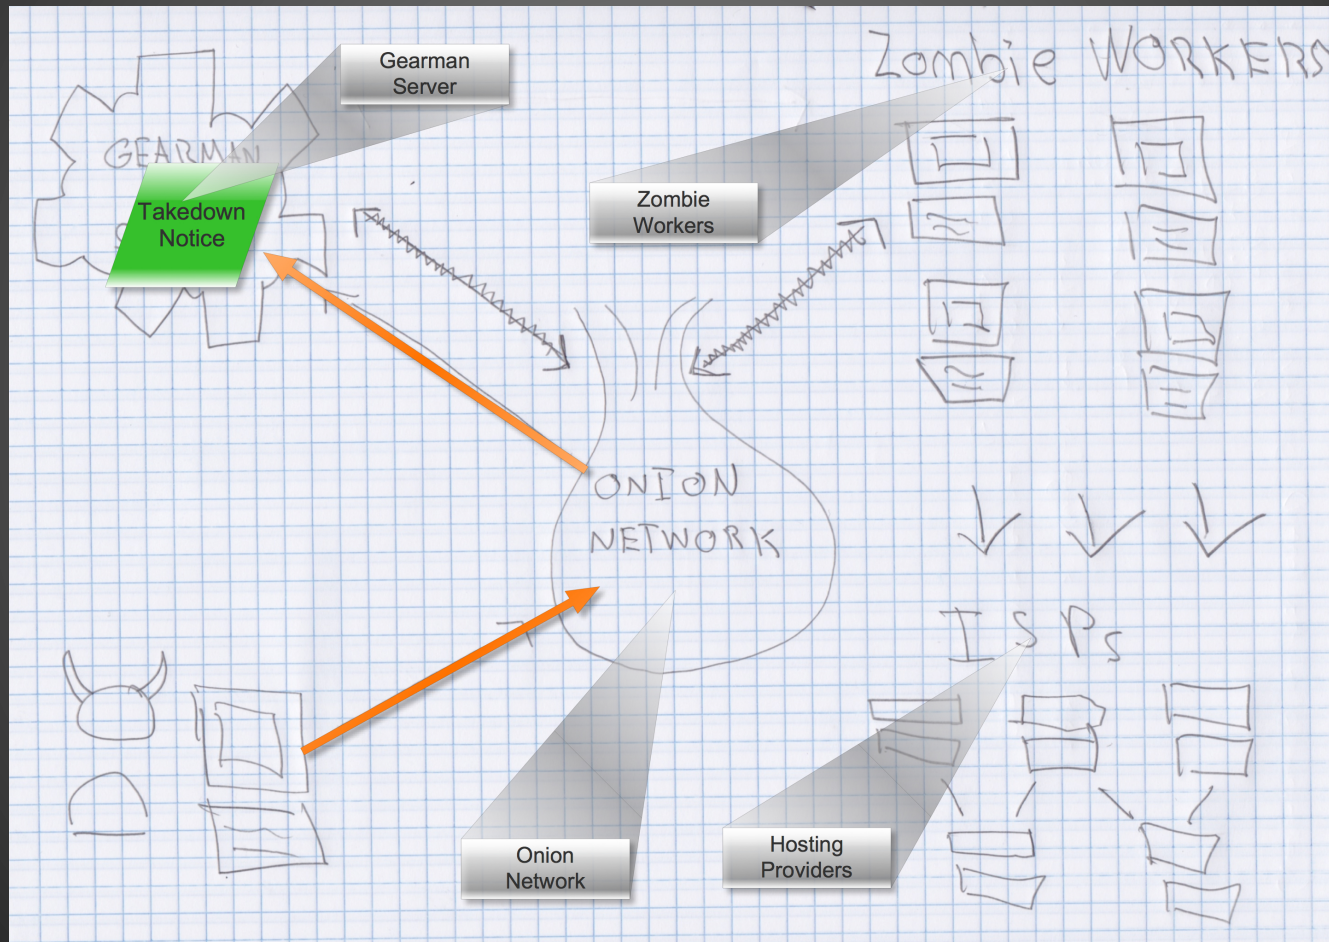 Gearman
Server
Zombie WORKERS
GEARMAN
Takedown
Notice
Zombie
Workers
ONION
NETWORK
ISPs
Onion
Network
Hosting
Providers